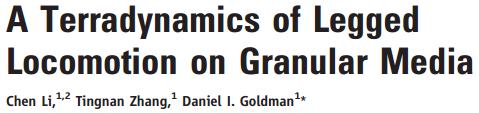 A Terradynamics of Legged
Locomotion on Granular Media
Chen Li,1,2 Tingnan Zhang,1 Daniel I. Goldman1*